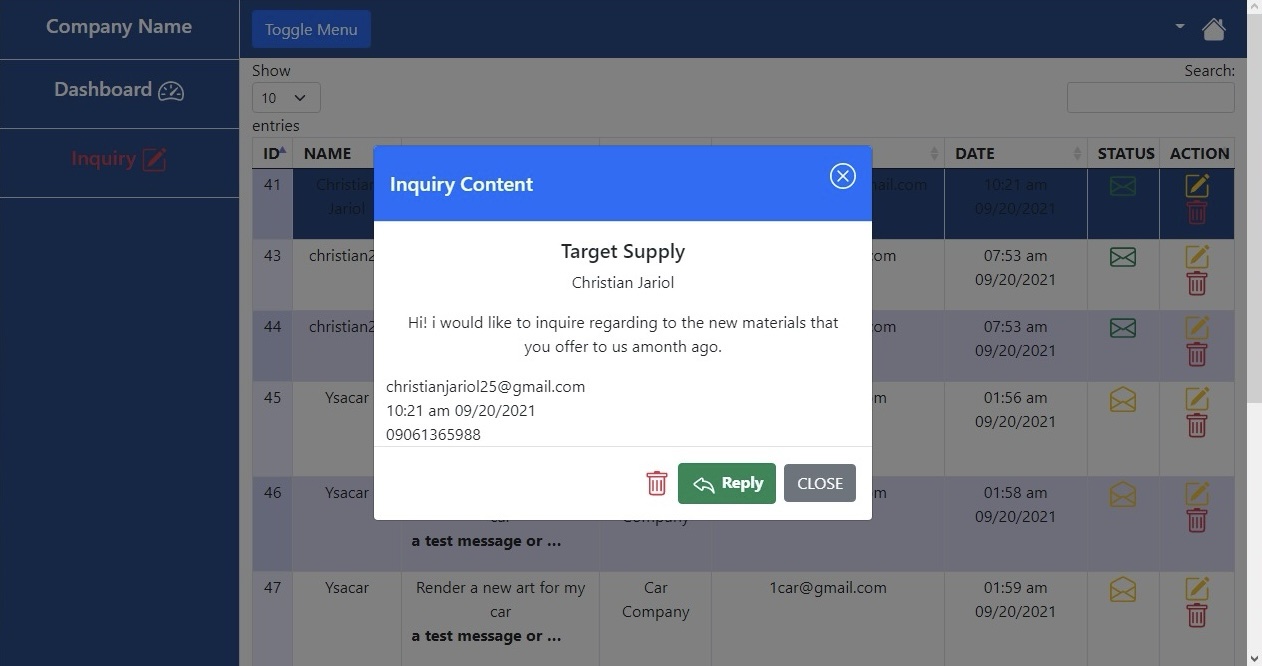 Company Name
Toggle Menu
Dashboard
Inquiry
Show
Search:
10
entries
ID NAME DATE STATUS ACTION
41 Christian Jariol 10:21 am 09/20/2021
43 christian2 .com 07:53 am 09/20/2021
44 christian2 .com 07:53 am 09/20/2021
45 Ysacar 01:56 am 09/20/2021
46 Ysacar 01:58 am 09/20/2021
car Company
a test message or ...
47 Ysacar Render a new art for my Car 1car@gmail.com 01:59 am
car Company 09/20/2021
a test message or ...
Inquiry Content
Target Supply
Christian Jariol
Hi! i would like to inquire regarding to the new materials that
you offer to us amonth ago.
christianjariol25@gmail.com
10:21 am 09/20/2021
09061365988
Reply CLOSE